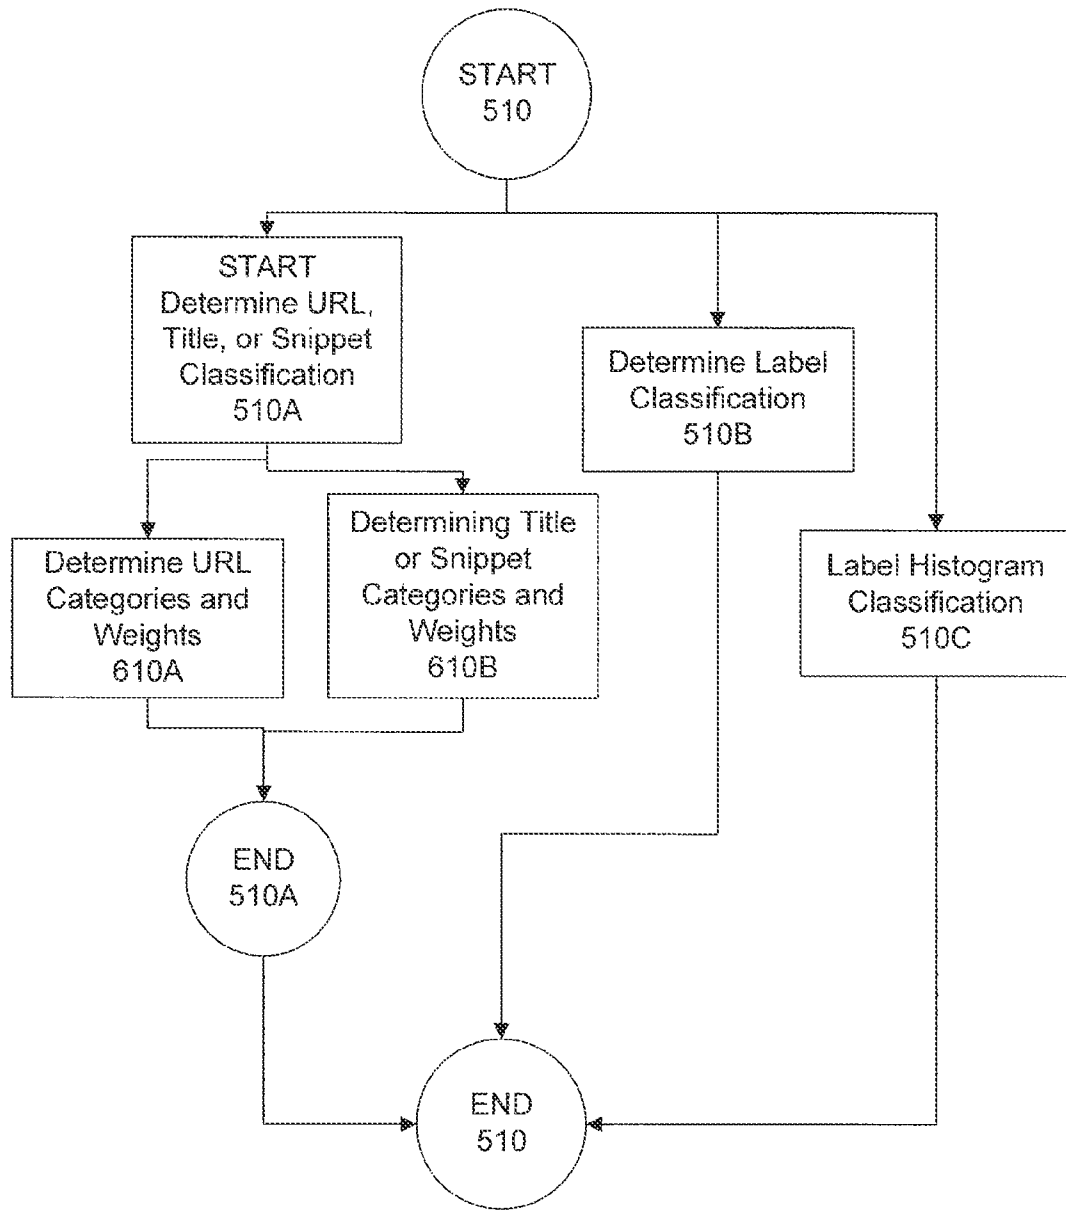 START
510
START
Determine URL,
Title, or Snippet
Classification
510A
Determine Label
Classification
510B
Determining Title
or Snippet
Categories and
Weights
610B
Determine URL
Categories and
Weights
610A
Label Histogram
Classification
510C
END
510A
END
510